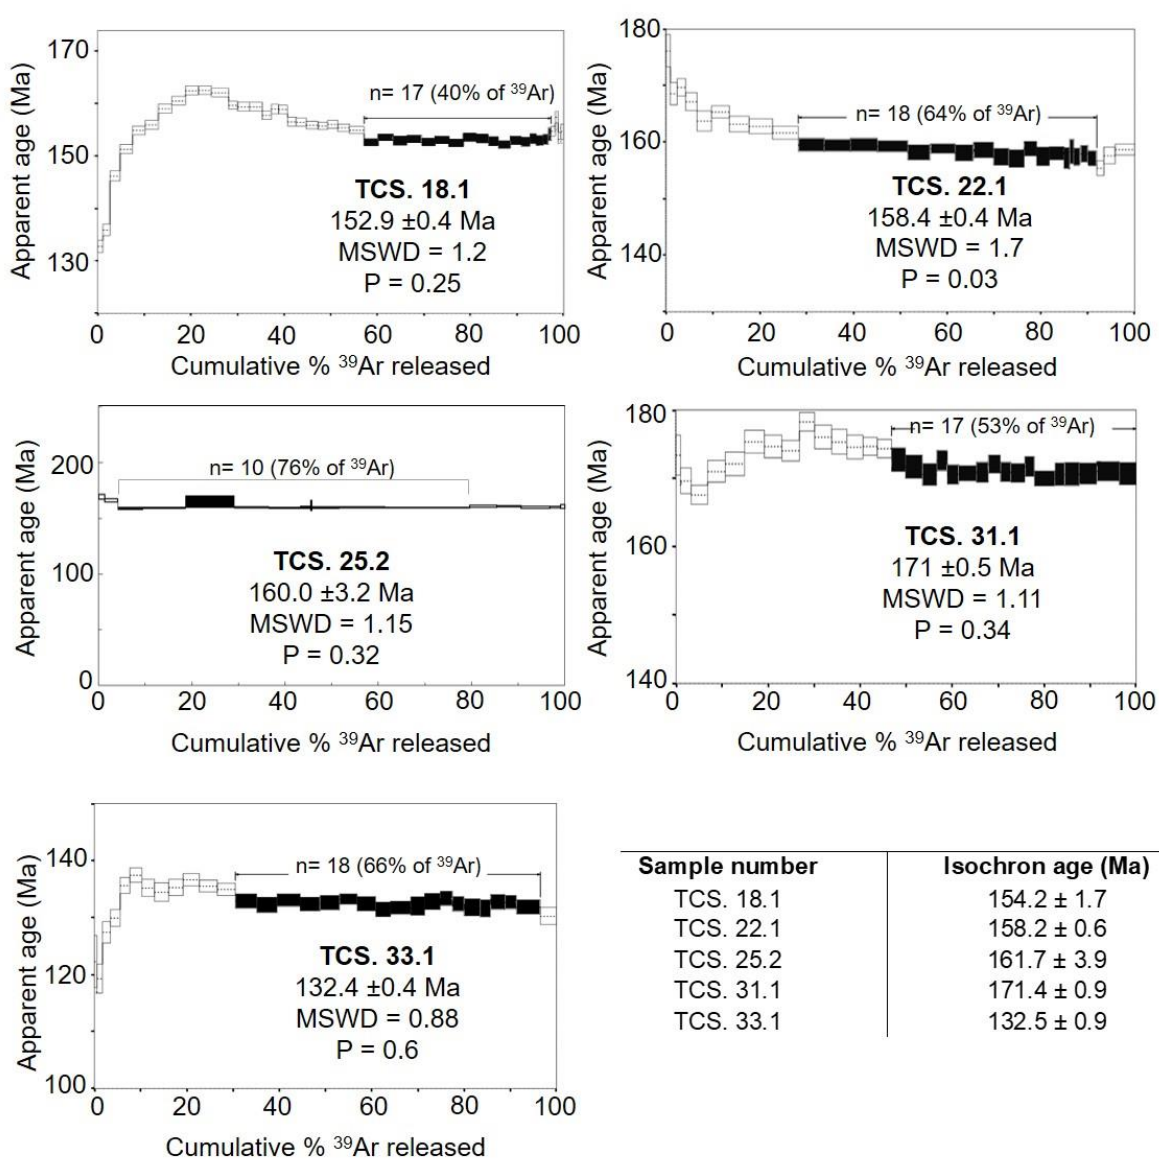 170
150
130
Apparent age (Ma)
n= 17 (40% of ³⁹Ar)
TCS. 18.1
152.9 ±0.4 Ma
MSWD = 1.2
P = 0.25
0 20 40 60 80 100
Cumulative % ³⁹Ar released
180
160
140
Apparent age (Ma)
n= 18 (64% of ³⁹Ar)
TCS. 22.1
158.4 ±0.4 Ma
MSWD = 1.7
P = 0.03
0 20 40 60 80 100
Cumulative % ³⁹Ar released
200
100
0
Apparent age (Ma)
n= 10 (76% of ³⁹Ar)
TCS. 25.2
160.0 ±3.2 Ma
MSWD = 1.15
P = 0.32
0 20 40 60 80 100
Cumulative % ³⁹Ar released
180
160
140
Apparent age (Ma)
n= 17 (53% of ³⁹Ar)
TCS. 31.1
171 ±0.5 Ma
MSWD = 1.11
P = 0.34
0 20 40 60 80 100
Cumulative % ³⁹Ar released
140
120
100
Apparent age (Ma)
n= 18 (66% of ³⁹Ar)
TCS. 33.1
132.4 ±0.4 Ma
MSWD = 0.88
P = 0.6
0 20 40 60 80 100
Cumulative % ³⁹Ar released
Sample number Isochron age (Ma)
TCS. 18.1 154.2 ± 1.7
TCS. 22.1 158.2 ± 0.6
TCS. 25.2 161.7 ± 3.9
TCS. 31.1 171.4 ± 0.9
TCS. 33.1 132.5 ± 0.9